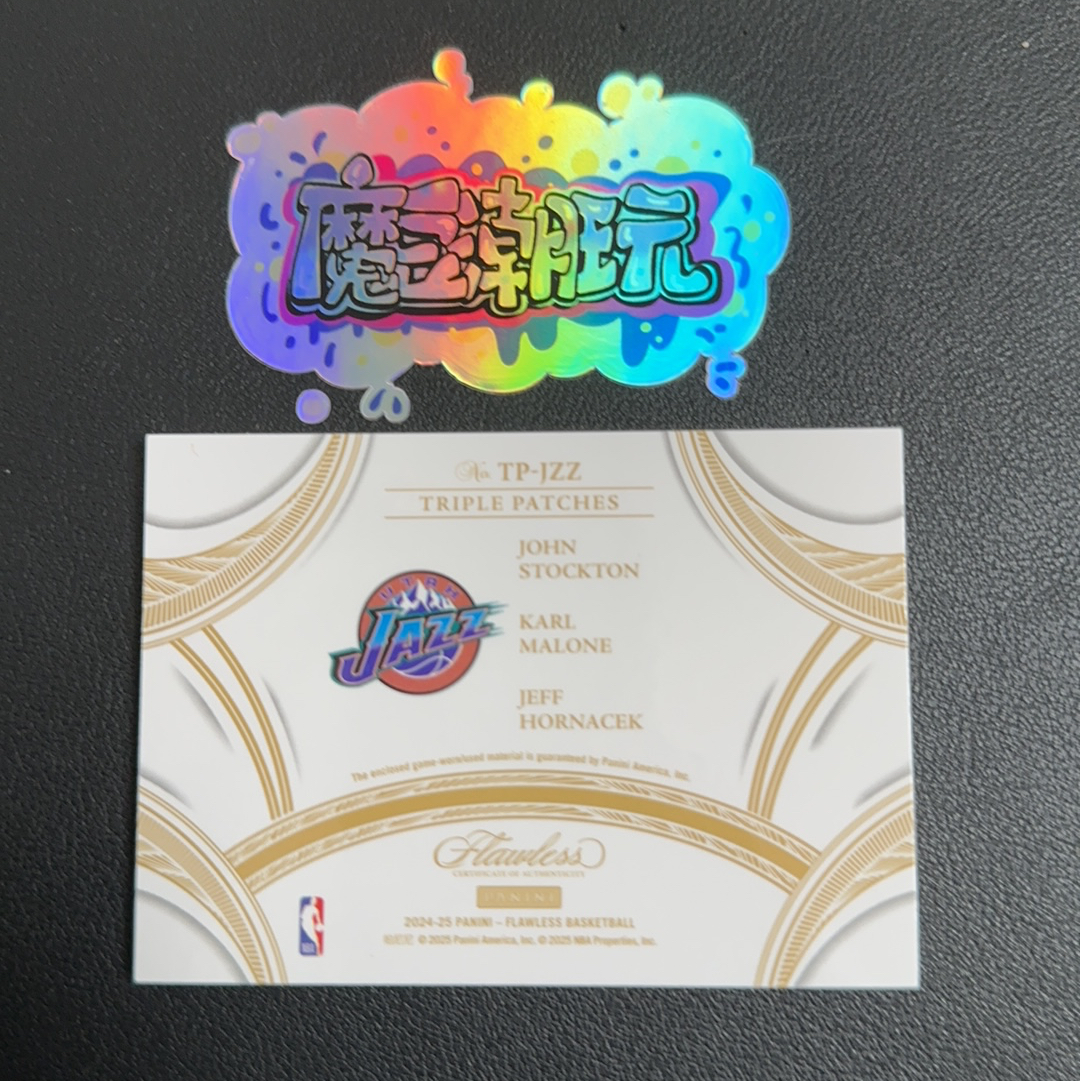 魔已潮玩
No. TP-JZZ
TRIPLE PATCHES
JOHN
STOCKTON
KARL
MALONE
JEFF
HORNACEK
UTAH
JAZZ
The enclosed game-worn/used material is guaranteed by Panini America, Inc.
Flawless
CERTIFICATE OF AUTHENTICITY
PANINI
2024-25 PANINI – FLAWLESS BASKETBALL
© 2025 Panini America, Inc. © 2025 NBA Properties, Inc.
NBA